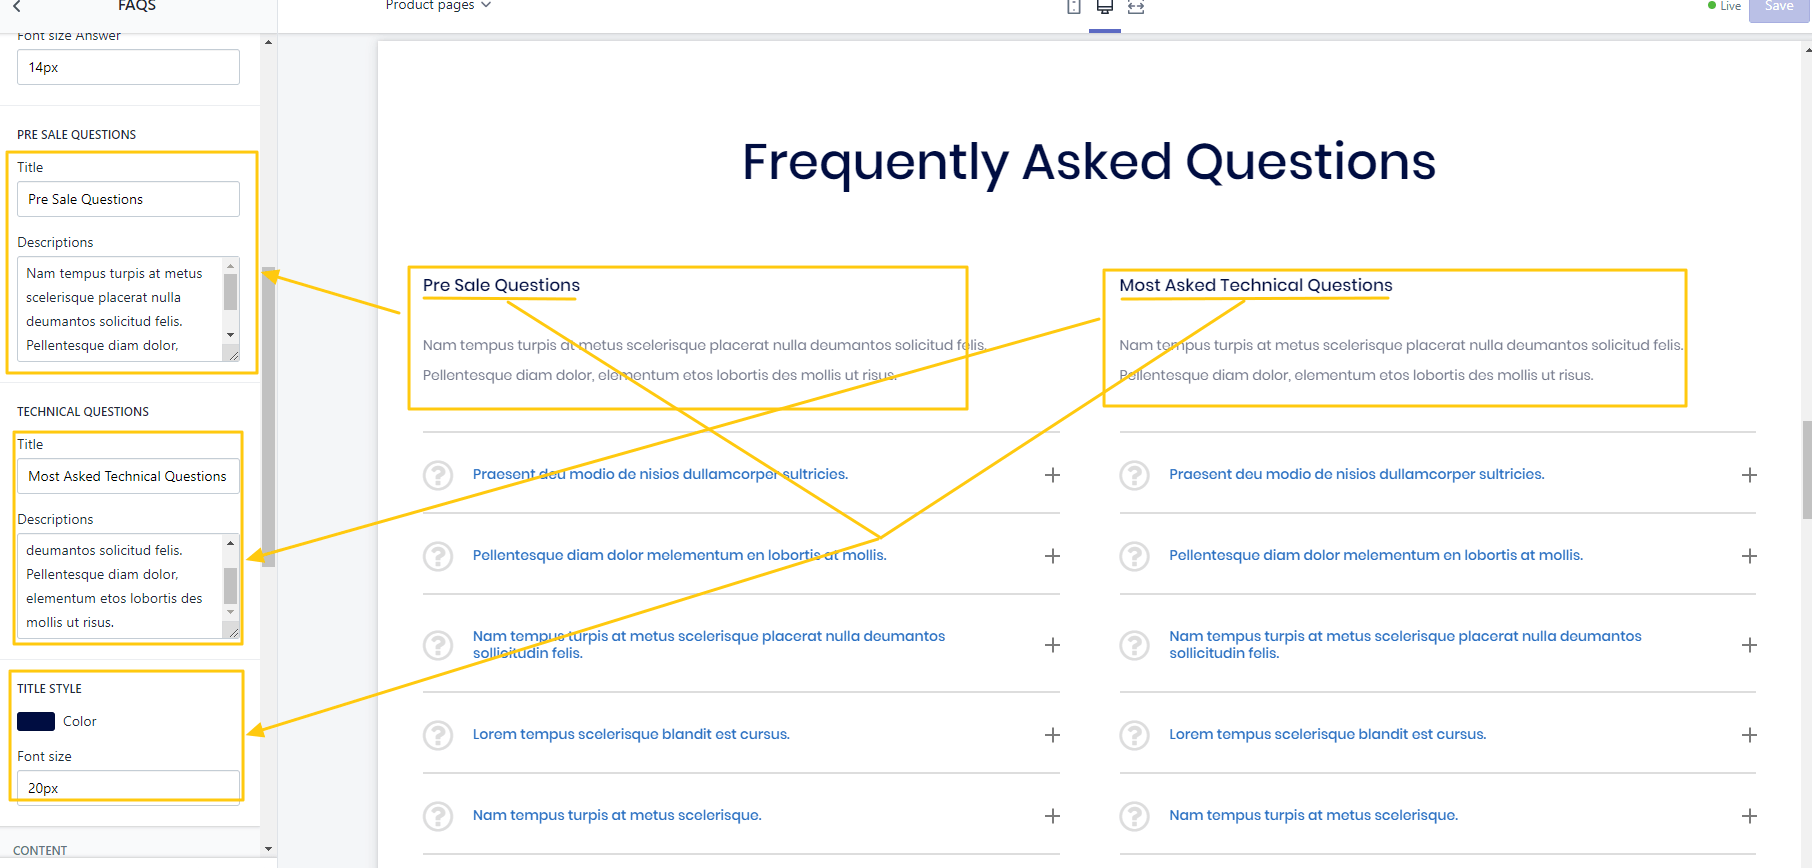 FAQS
Product pages
Live
Save
Font size Answer
14px
PRE SALE QUESTIONS
Title
Pre Sale Questions
Descriptions
Nam tempus turpis at metus
scelerisque placerat nulla
deumantos solicitud felis.
Pellentesque diam dolor,
TECHNICAL QUESTIONS
Title
Most Asked Technical Questions
Descriptions
deumantos solicitud felis.
Pellentesque diam dolor,
elementum etos lobortis des
mollis ut risus.
TITLE STYLE
Color
Font size
20px
CONTENT
Frequently Asked Questions
Pre Sale Questions
Nam tempus turpis at metus scelerisque placerat nulla deumantos solicitud felis.
Pellentesque diam dolor, elementum etos lobortis des mollis ut risus.
Praesent deu modio de nisios dullamcorper sultricies.
Pellentesque diam dolor melementum en lobortis at mollis.
Nam tempus turpis at metus scelerisque placerat nulla deumantos
sollicitudin felis.
Lorem tempus scelerisque blandit est cursus.
Nam tempus turpis at metus scelerisque.
Most Asked Technical Questions
Nam tempus turpis at metus scelerisque placerat nulla deumantos solicitud felis.
Pellentesque diam dolor, elementum etos lobortis des mollis ut risus.
Praesent deu modio de nisios dullamcorper sultricies.
Pellentesque diam dolor melementum en lobortis at mollis.
Nam tempus turpis at metus scelerisque placerat nulla deumantos
sollicitudin felis.
Lorem tempus scelerisque blandit est cursus.
Nam tempus turpis at metus scelerisque.